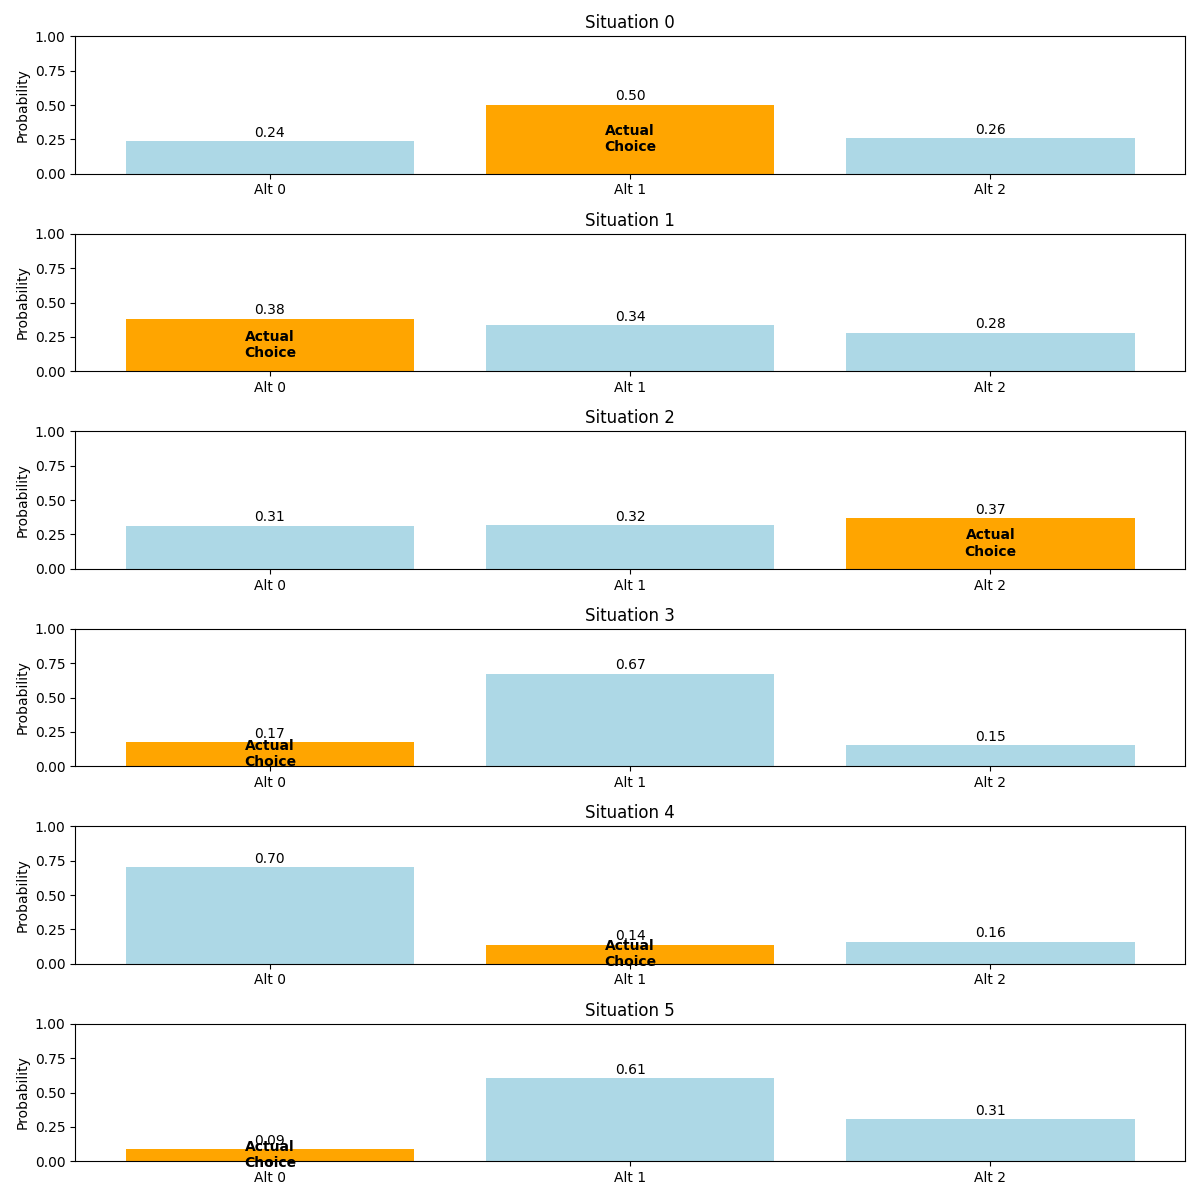 Situation 0
1.00
0.75
0.50
0.25
0.00
Probability
0.24
0.50
0.26
Actual
Choice
Alt 0 Alt 1 Alt 2
Situation 1
1.00
0.75
0.50
0.25
0.00
Probability
0.38
0.34
0.28
Actual
Choice
Alt 0 Alt 1 Alt 2
Situation 2
1.00
0.75
0.50
0.25
0.00
Probability
0.31
0.32
0.37
Actual
Choice
Alt 0 Alt 1 Alt 2
Situation 3
1.00
0.75
0.50
0.25
0.00
Probability
0.17
0.67
0.15
Actual
Choice
Alt 0 Alt 1 Alt 2
Situation 4
1.00
0.75
0.50
0.25
0.00
Probability
0.70
0.14
0.16
Actual
Choice
Alt 0 Alt 1 Alt 2
Situation 5
1.00
0.75
0.50
0.25
0.00
Probability
0.09
0.61
0.31
Actual
Choice
Alt 0 Alt 1 Alt 2